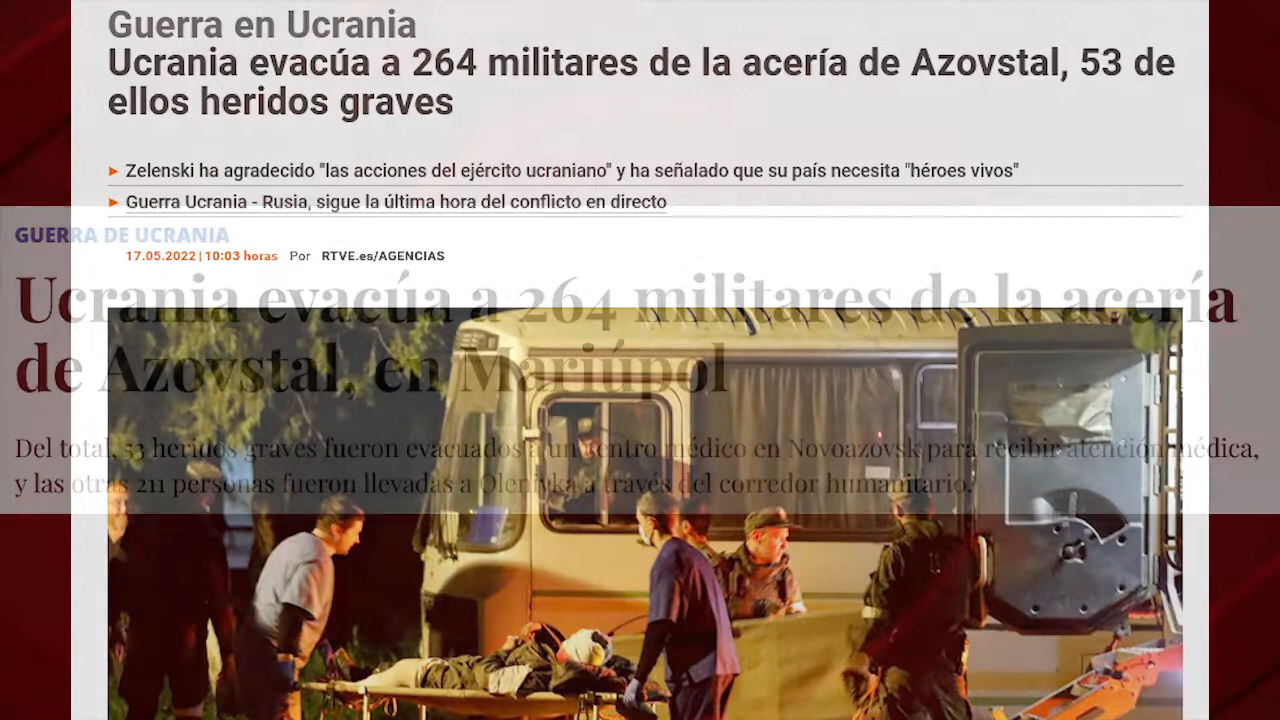 Guerra en Ucrania
Ucrania evacúa a 264 militares de la acería de Azovstal, 53 de
ellos heridos graves
► Zelenski ha agradecido "las acciones del ejército ucraniano" y ha señalado que su país necesita "héroes vivos"
► Guerra Ucrania - Rusia, sigue la última hora del conflicto en directo
GUERRA DE UCRANIA
17.05.2022 | 10:03 horas Por RTVE.es/AGENCIAS
Ucrania evacúa a 264 militares de la acería
de Azovstal, en Mariúpol
Del total, 53 heridos graves fueron evacuados a un centro médico en Novoazovsk para recibir atención médica,
y las otras 211 personas fueron llevadas a Olenivka a través del corredor humanitario.